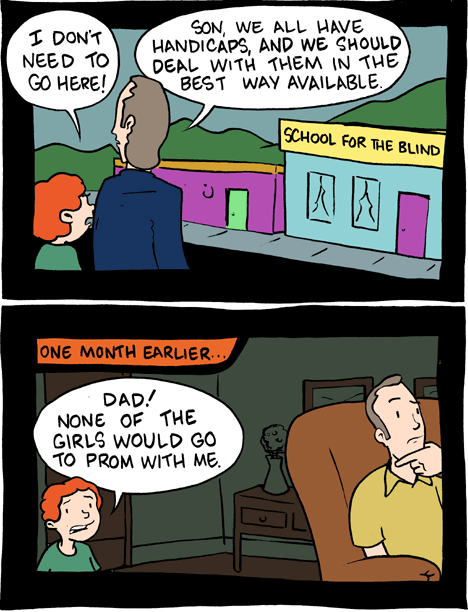 I DON'T
NEED TO
GO HERE!
SON, WE ALL HAVE
HANDICAPS, AND WE SHOULD
DEAL WITH THEM IN THE
BEST WAY AVAILABLE.
SCHOOL FOR THE BLIND
ONE MONTH EARLIER...
DAD!
NONE OF THE
GIRLS WOULD GO
TO PROM WITH ME.